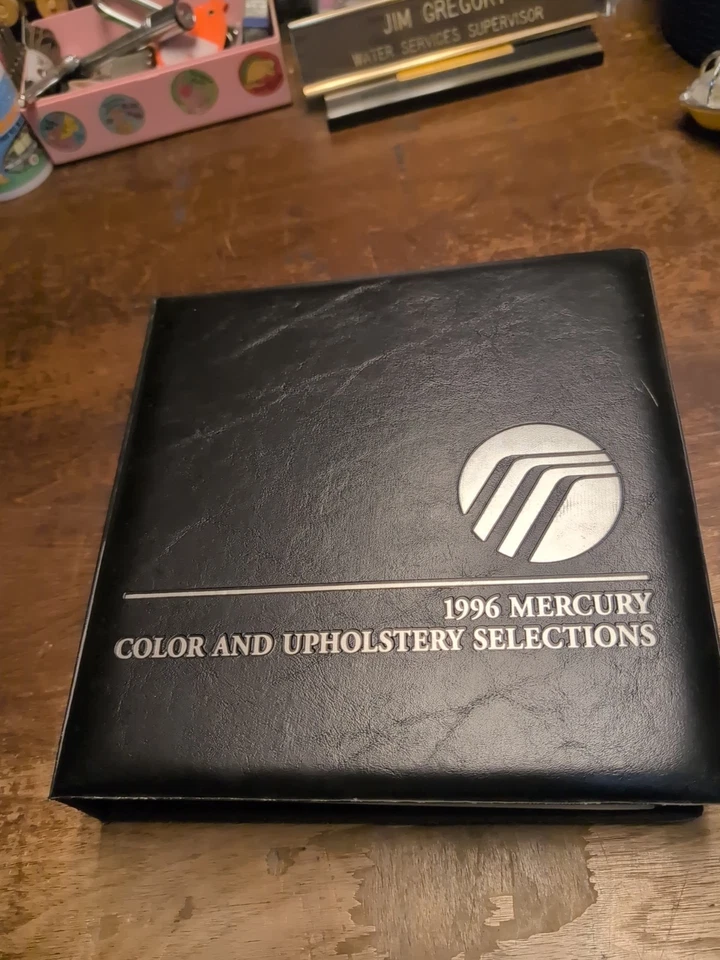 JIM GREGORY
WATER SERVICES SUPERVISOR
1996 MERCURY
COLOR AND UPHOLSTERY SELECTIONS